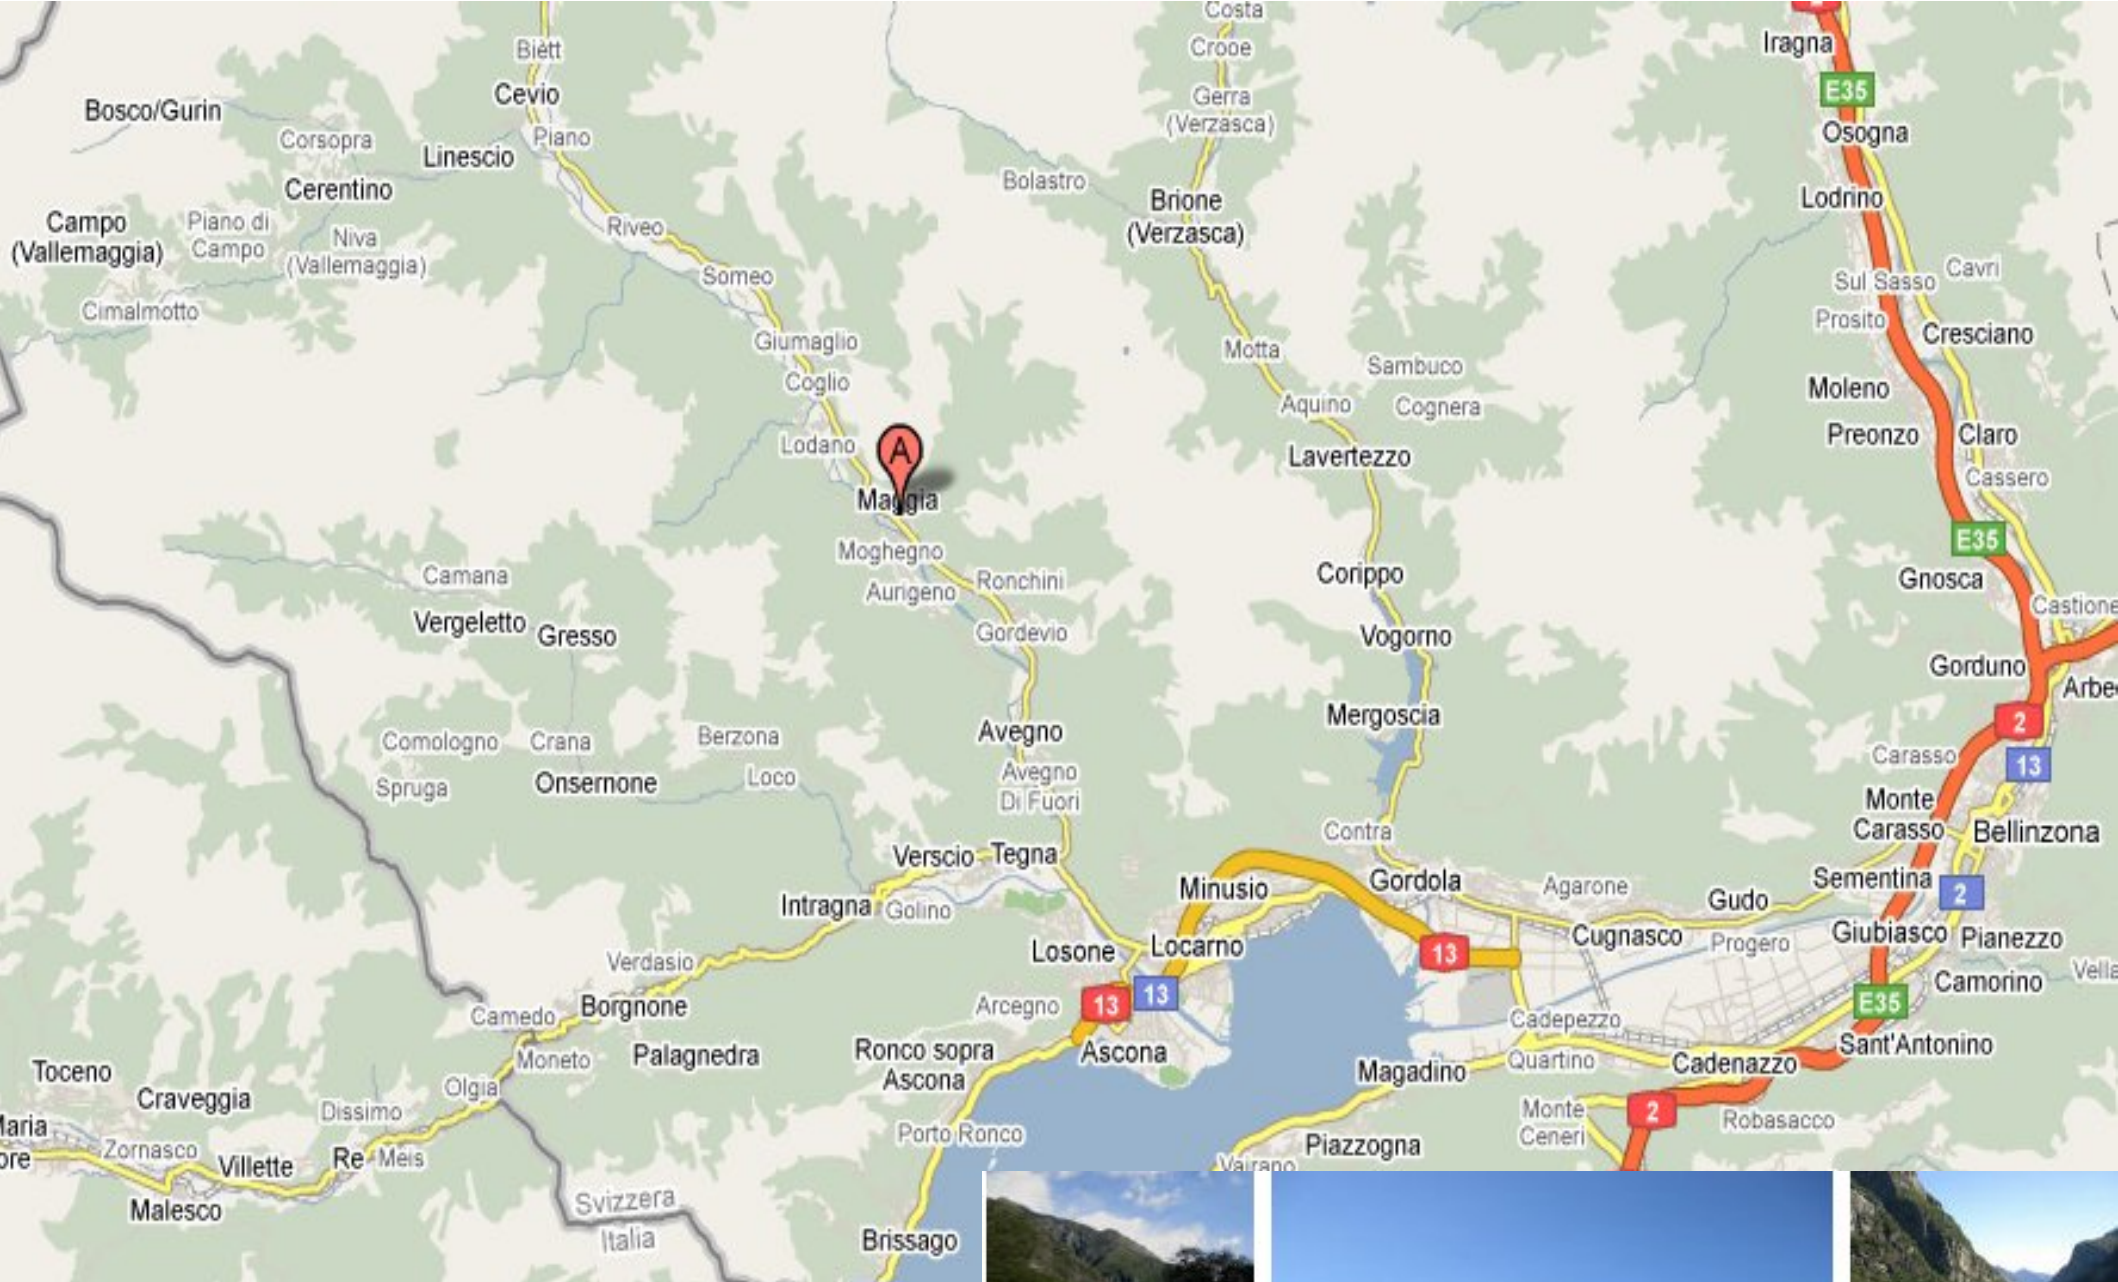 Costa
Biètt
Crooe
Iragna
Cevio
Gerra
(Verzasca)
E35
Bosco/Gurin
Corsopra
Piano
Linescio
Osogna
Cerentino
Bolastro
Brione
(Verzasca)
Lodrino
Campo
(Vallemaggia)
Piano di
Campo
Niva
(Vallemaggia)
Riveo
Someo
Cavri
Sul Sasso
Cimalmotto
Prosito
Cresciano
Giumaglio
Motta
Sambuco
Coglio
Moleno
Aquino
Cognera
Lodano
A
Preonzo
Claro
Lavertezzo
Cassero
Maggia
E35
Moghegno
Camana
Ronchini
Corippo
Gnosca
Aurigeno
Castione
Vergeletto
Gresso
Gordevio
Vogorno
Gorduno
Arbe
Mergoscia
2
Avegno
Comologno
Crana
Berzona
Carasso
13
Spruga
Onsernone
Loco
Avegno
Di Fuori
Monte
Carasso
Contra
Bellinzona
Verscio
Tegna
Minusio
Gordola
Agarone
Sementina
2
Intragna
Golino
Gudo
Losone
Locarno
13
Cugnasco
Progero
Giubiasco
Pianezzo
Verdasio
Vella
Camorino
Borgnone
Arcegno
13
13
E35
Camedo
Cadepezzo
Moneto
Palagnedra
Ronco sopra
Ascona
Ascona
Sant'Antonino
Quartino
Cadenazzo
Toceno
Magadino
Olgia
Craveggia
Dissimo
Monte
Ceneri
2
Robasacco
Maria
ore
Porto Ronco
Zornasco
Villette
Re
Meis
Piazzogna
Vairano
Malesco
Svizzera
Italia
Brissago